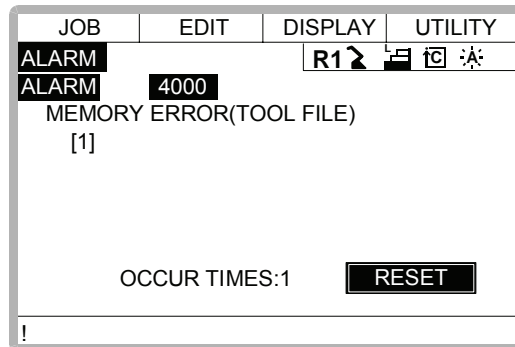 JOB EDIT DISPLAY UTILITY
ALARM R1 L C A
ALARM 4000
MEMORY ERROR(TOOL FILE)
[1]
OCCUR TIMES:1 RESET
!